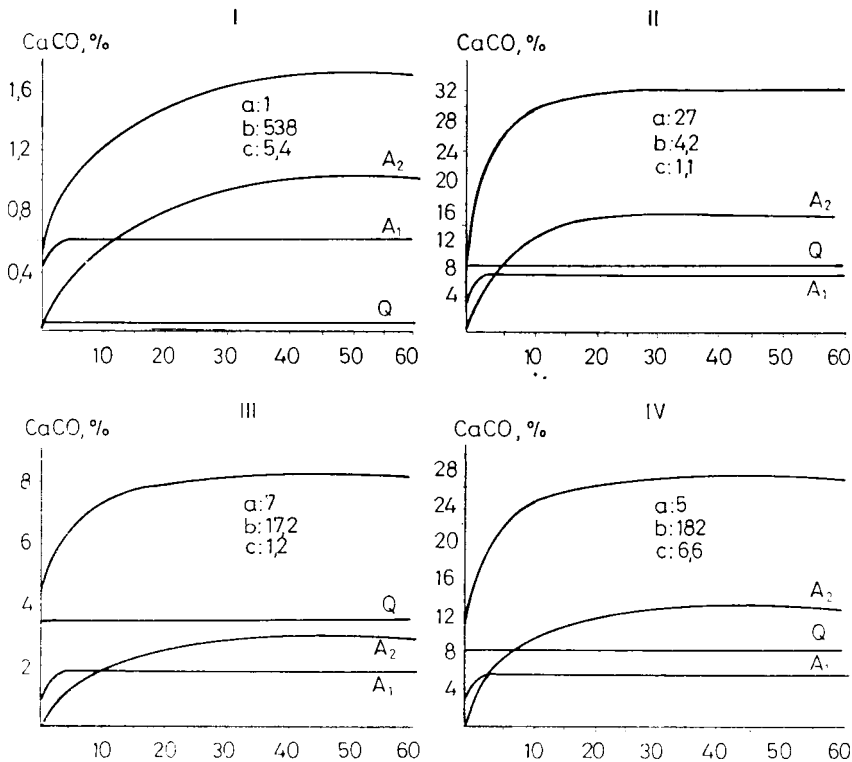 I
CaCO, %
1,6
1,2
0,8
0,4
a: 1
b: 538
c: 5,4
A₂
A₁
Q
10 20 30 40 50 60
II
CaCO, %
32
28
24
20
16
12
8
4
a: 27
b: 4,2
c: 1,1
A₂
Q
A₁
10 20 30 40 50 60
III
CaCO, %
8
6
4
2
a: 7
b: 17,2
c: 1,2
Q
A₂
A₁
10 20 30 40 50 60
IV
CaCO, %
28
24
20
16
12
8
4
a: 5
b: 182
c: 6,6
A₂
Q
A₁
10 20 30 40 50 60